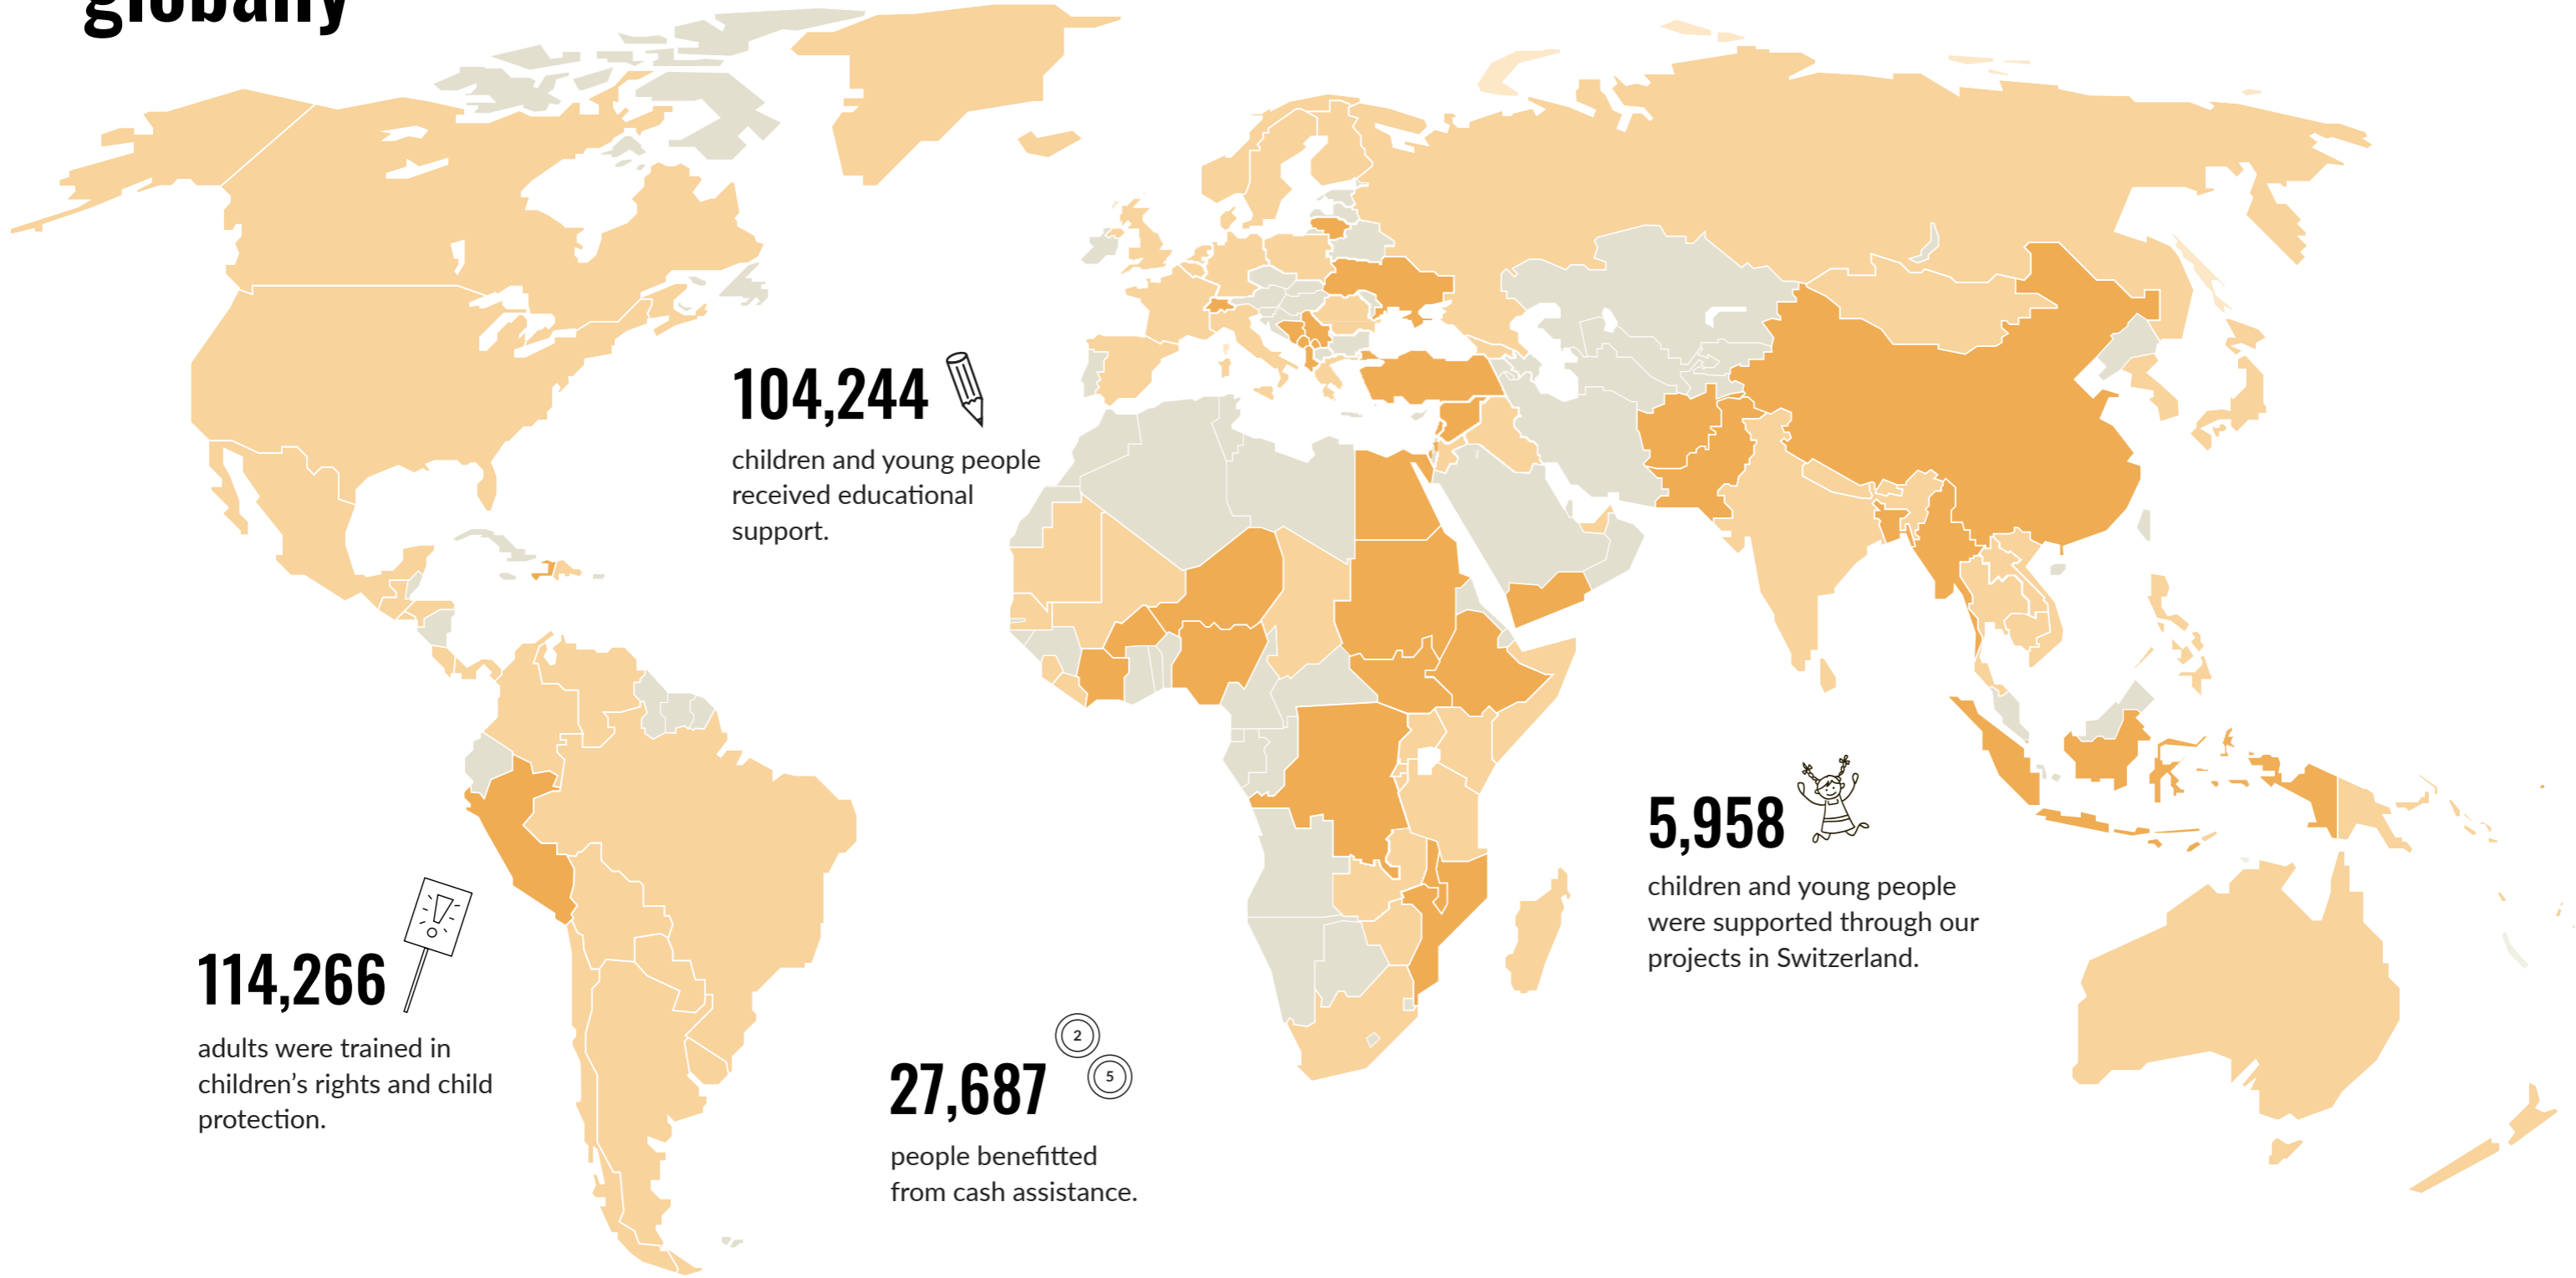 globally
104,244
children and young people
received educational
support.
5,958
children and young people
were supported through our
projects in Switzerland.
114,266
adults were trained in
children’s rights and child
protection.
2
5
27,687
people benefitted
from cash assistance.